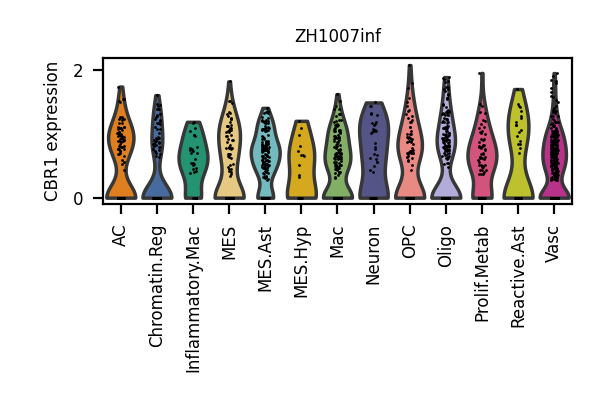 ZH1007inf
CBR1 expression
2
0
AC
Chromatin.Reg
Inflammatory.Mac
MES
MES.Ast
MES.Hyp
Mac
Neuron
OPC
Oligo
Prolif.Metab
Reactive.Ast
Vasc